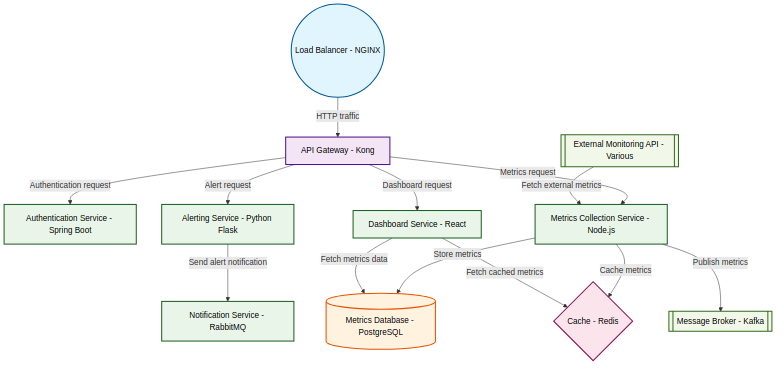 Load Balancer - NGINX
HTTP traffic
API Gateway - Kong
External Monitoring API -
Various
Metrics request
Authentication request
Alert request
Dashboard request
Fetch external metrics
Authentication Service -
Spring Boot
Alerting Service - Python
Flask
Dashboard Service - React
Metrics Collection Service -
Node.js
Send alert notification
Fetch metrics data
Store metrics
Fetch cached metrics
Cache metrics
Publish metrics
Notification Service -
RabbitMQ
Metrics Database -
PostgreSQL
Cache - Redis
Message Broker - Kafka